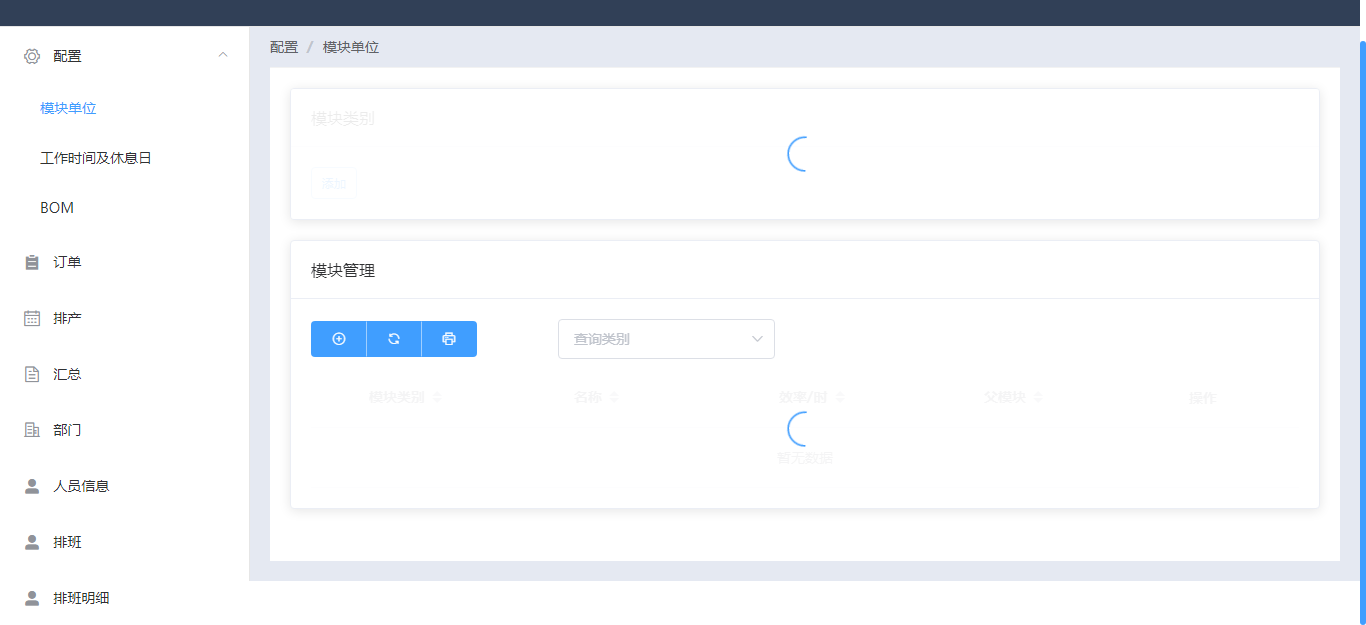 配置
模块单位
工作时间及休息日
BOM
订单
排产
汇总
部门
人员信息
排班
排班明细
配置 / 模块单位
模块类别
添加
模块管理
查询类别
模块类别 名称 效率/时 父模块 操作
暂无数据